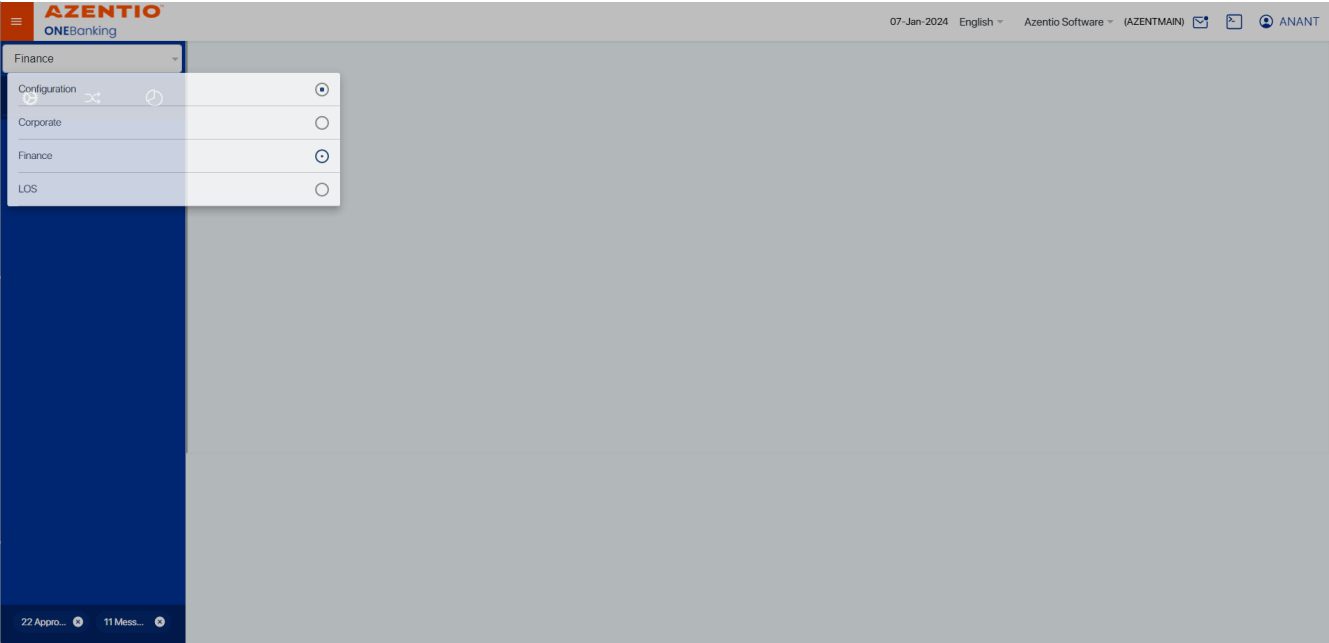 AZENTIO
ONEBanking
07-Jan-2024 English Azentio Software (AZENTMAIN) ANANT
Finance
Configuration
Corporate
Finance
LOS
22 Appro... 11 Mess...